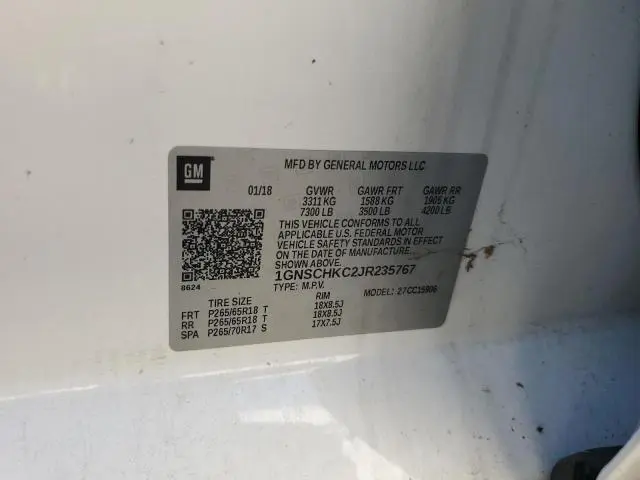 GM
MFD BY GENERAL MOTORS LLC
01/18 GVWR GAWR FRT GAWR RR
3311 KG 1588 KG 1905 KG
7300 LB 3500 LB 4200 LB
THIS VEHICLE CONFORMS TO ALL
APPLICABLE U.S. FEDERAL MOTOR
VEHICLE SAFETY STANDARDS IN EFFECT
ON THE DATE OF MANUFACTURE
SHOWN ABOVE.
1GNSCHKC2JR235767
8624
TYPE: M.P.V. MODEL: 27CC15906
TIRE SIZE RIM
FRT P265/65R18 T 18X8.5J
RR P265/65R18 T 18X8.5J
SPA P265/70R17 S 17X7.5J